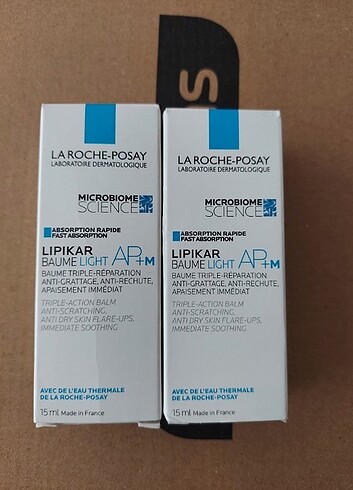 LA ROCHE-POSAY
LABORATOIRE DERMATOLOGIQUE
MICROBIOME
SCIENCE
ABSORPTION RAPIDE
FAST ABSORPTION
LIPIKAR
BAUME LIGHT AP+M
BAUME TRIPLE-RÉPARATION
ANTI-GRATTAGE, ANTI-RECHUTE,
APAISEMENT IMMÉDIAT
TRIPLE-ACTION BALM
ANTI-SCRATCHING,
ANTI DRY SKIN FLARE-UPS,
IMMEDIATE SOOTHING
AVEC DE L'EAU THERMALE
DE LA ROCHE-POSAY
15 ml Made in France
LA ROCHE-POSAY
LABORATOIRE DERMATOLOGIQUE
MICROBIOME
SCIENCE
ABSORPTION RAPIDE
FAST ABSORPTION
LIPIKAR
BAUME LIGHT AP+M
BAUME TRIPLE-RÉPARATION
ANTI-GRATTAGE, ANTI-RECHUTE,
APAISEMENT IMMÉDIAT
TRIPLE-ACTION BALM
ANTI-SCRATCHING,
ANTI DRY SKIN FLARE-UPS,
IMMEDIATE SOOTHING
AVEC DE L'EAU THERMALE
DE LA ROCHE-POSAY
15 ml Made in France